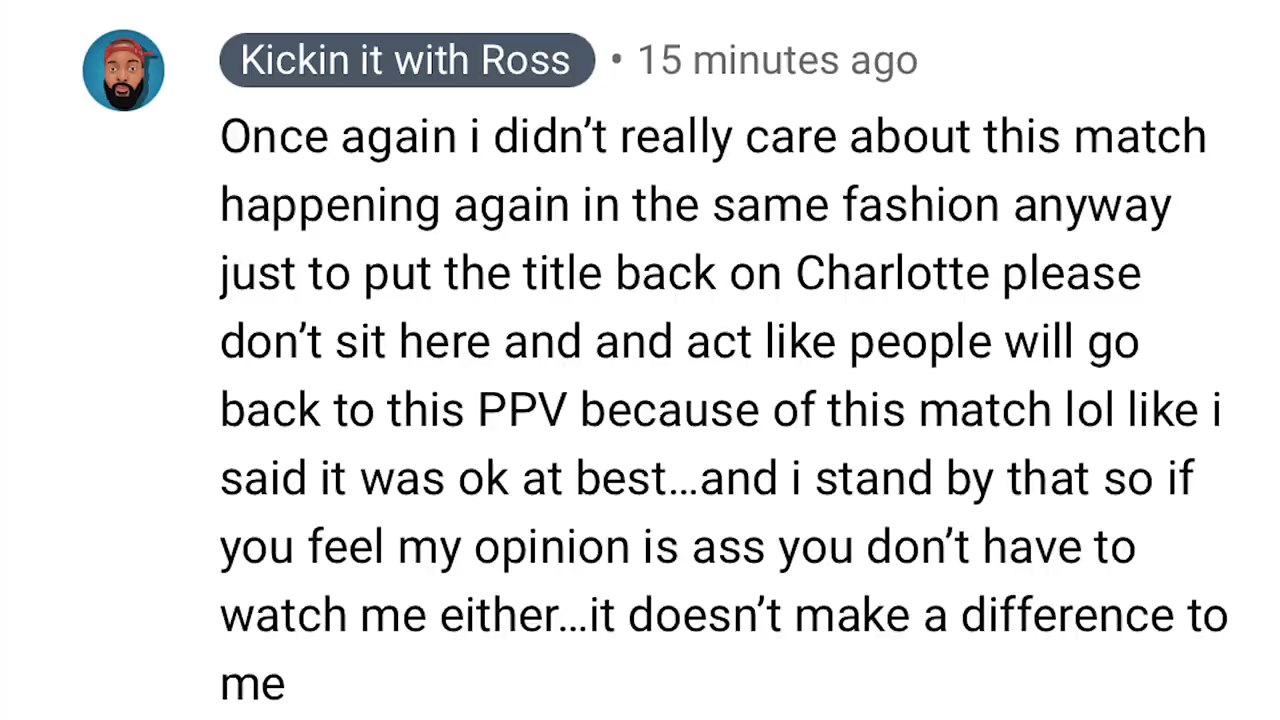 Kickin it with Ross • 15 minutes ago
Once again i didn’t really care about this match
happening again in the same fashion anyway
just to put the title back on Charlotte please
don’t sit here and and act like people will go
back to this PPV because of this match lol like i
said it was ok at best...and i stand by that so if
you feel my opinion is ass you don’t have to
watch me either...it doesn’t make a difference to
me